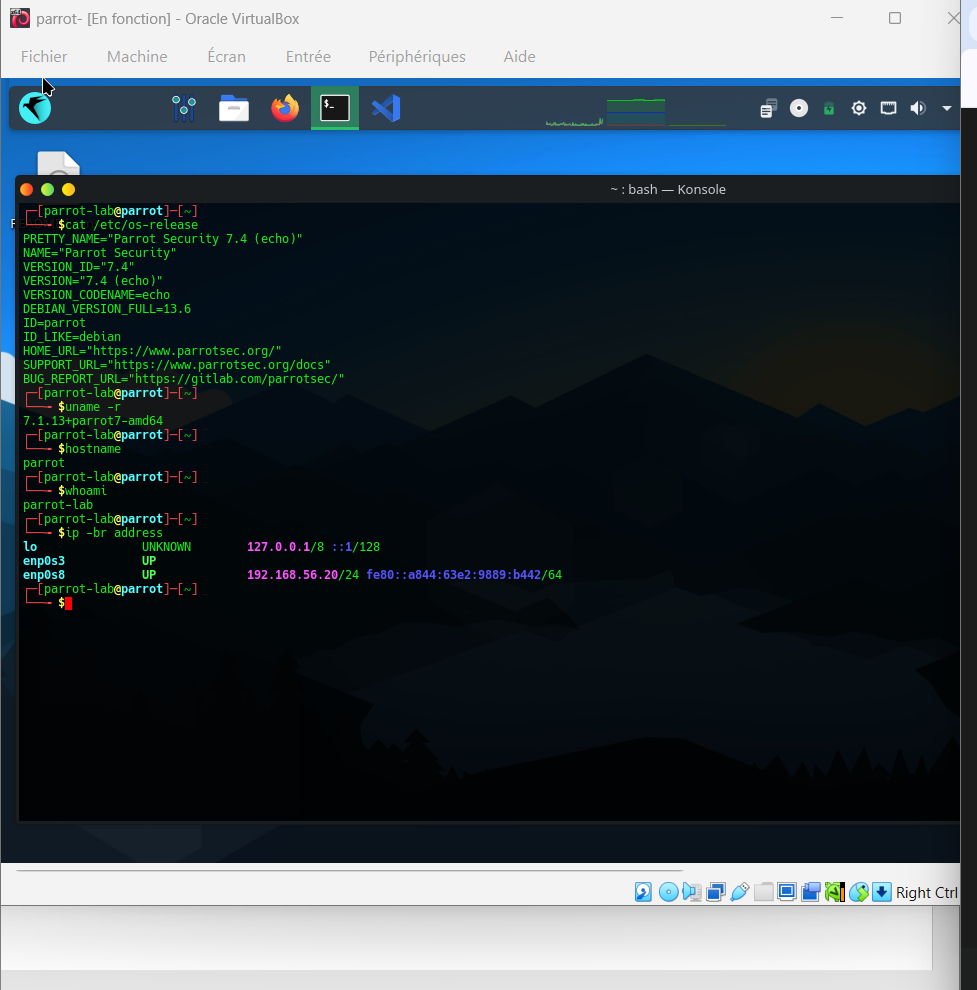 parrot- [En fonction] - Oracle VirtualBox
Fichier Machine Écran Entrée Périphériques Aide
~ : bash — Konsole
┌─[parrot-lab@parrot]─[~]
└──╼ $cat /etc/os-release
PRETTY_NAME="Parrot Security 7.4 (echo)"
NAME="Parrot Security"
VERSION_ID="7.4"
VERSION="7.4 (echo)"
VERSION_CODENAME=echo
DEBIAN_VERSION_FULL=13.6
ID=parrot
ID_LIKE=debian
HOME_URL="https://www.parrotsec.org/"
SUPPORT_URL="https://www.parrotsec.org/docs"
BUG_REPORT_URL="https://gitlab.com/parrotsec/"
┌─[parrot-lab@parrot]─[~]
└──╼ $uname -r
7.1.13+parrot7-amd64
┌─[parrot-lab@parrot]─[~]
└──╼ $hostname
parrot
┌─[parrot-lab@parrot]─[~]
└──╼ $whoami
parrot-lab
┌─[parrot-lab@parrot]─[~]
└──╼ $ip -br address
lo UNKNOWN 127.0.0.1/8 ::1/128
enp0s3 UP
enp0s8 UP 192.168.56.20/24 fe80::a844:63e2:9889:b442/64
┌─[parrot-lab@parrot]─[~]
└──╼ $
Right Ctrl